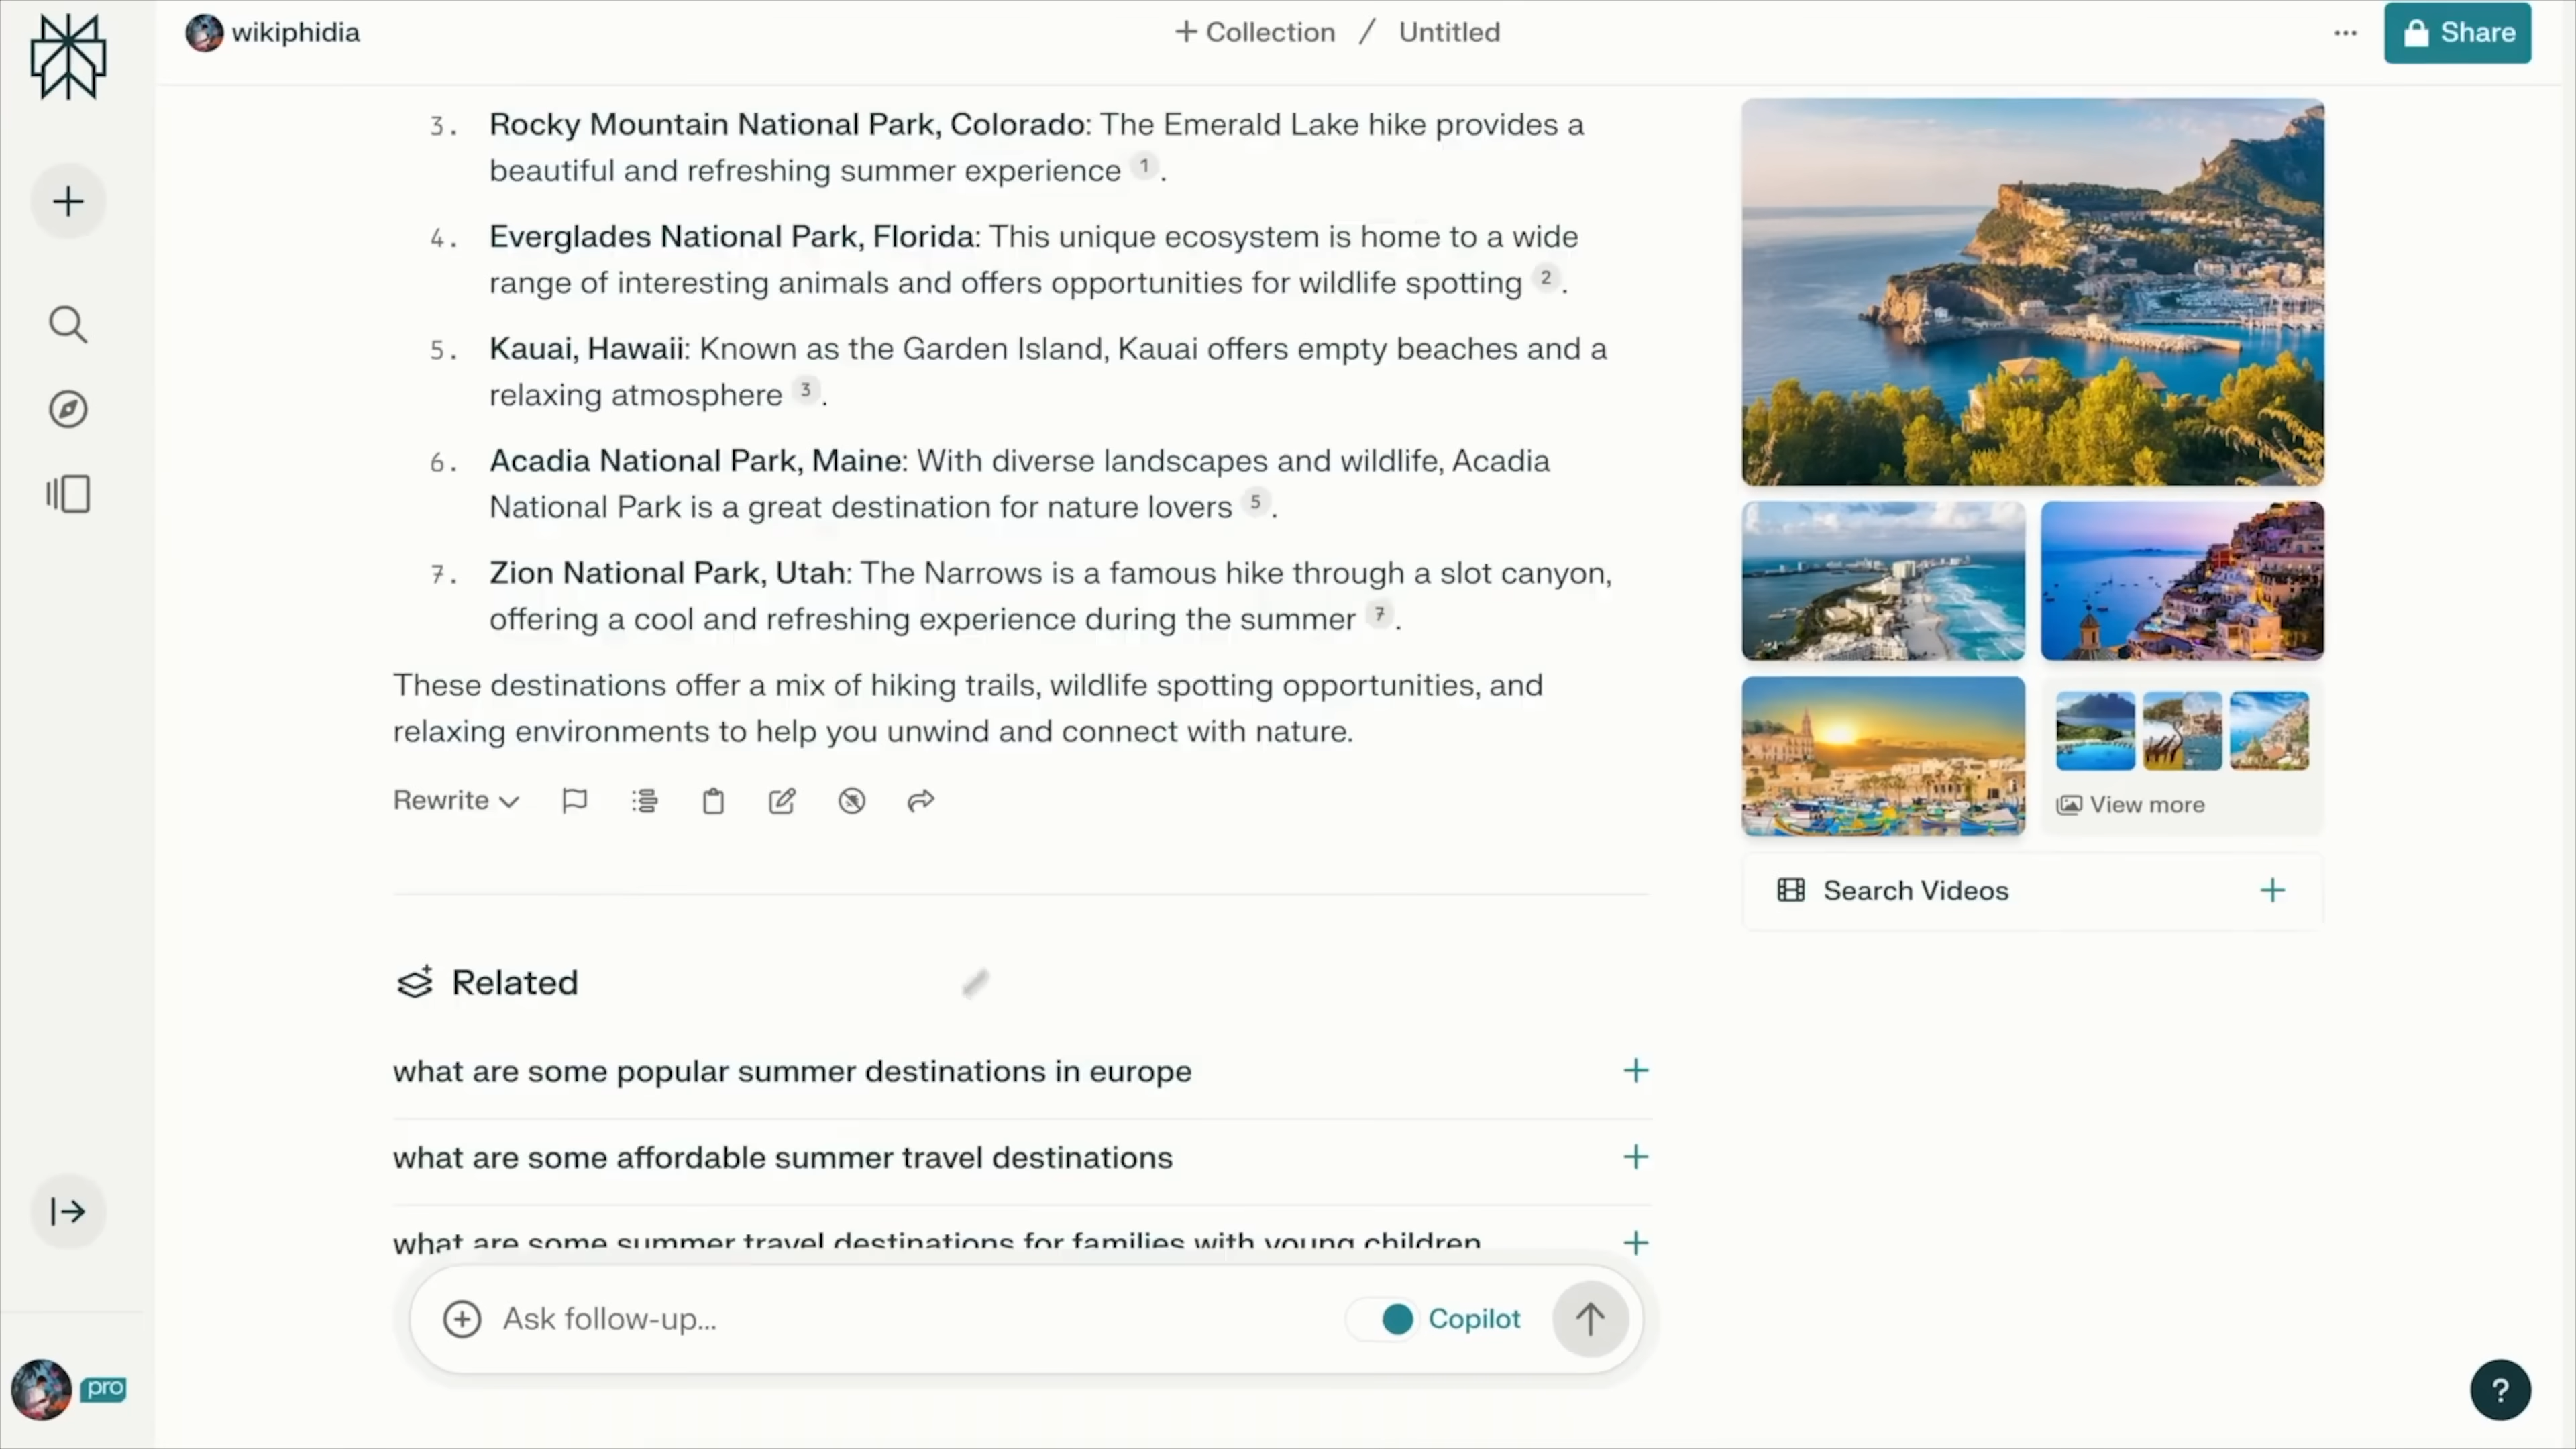 wikiphidia
+ Collection / Untitled
... Share
3. Rocky Mountain National Park, Colorado: The Emerald Lake hike provides a
beautiful and refreshing summer experience 1.
4. Everglades National Park, Florida: This unique ecosystem is home to a wide
range of interesting animals and offers opportunities for wildlife spotting 2.
5. Kauai, Hawaii: Known as the Garden Island, Kauai offers empty beaches and a
relaxing atmosphere 3.
6. Acadia National Park, Maine: With diverse landscapes and wildlife, Acadia
National Park is a great destination for nature lovers 5.
7. Zion National Park, Utah: The Narrows is a famous hike through a slot canyon,
offering a cool and refreshing experience during the summer 7.
These destinations offer a mix of hiking trails, wildlife spotting opportunities, and
relaxing environments to help you unwind and connect with nature.
Rewrite
View more
Search Videos
Related
what are some popular summer destinations in europe
what are some affordable summer travel destinations
what are some summer travel destinations for families with young children
Ask follow-up...
Copilot
pro
?